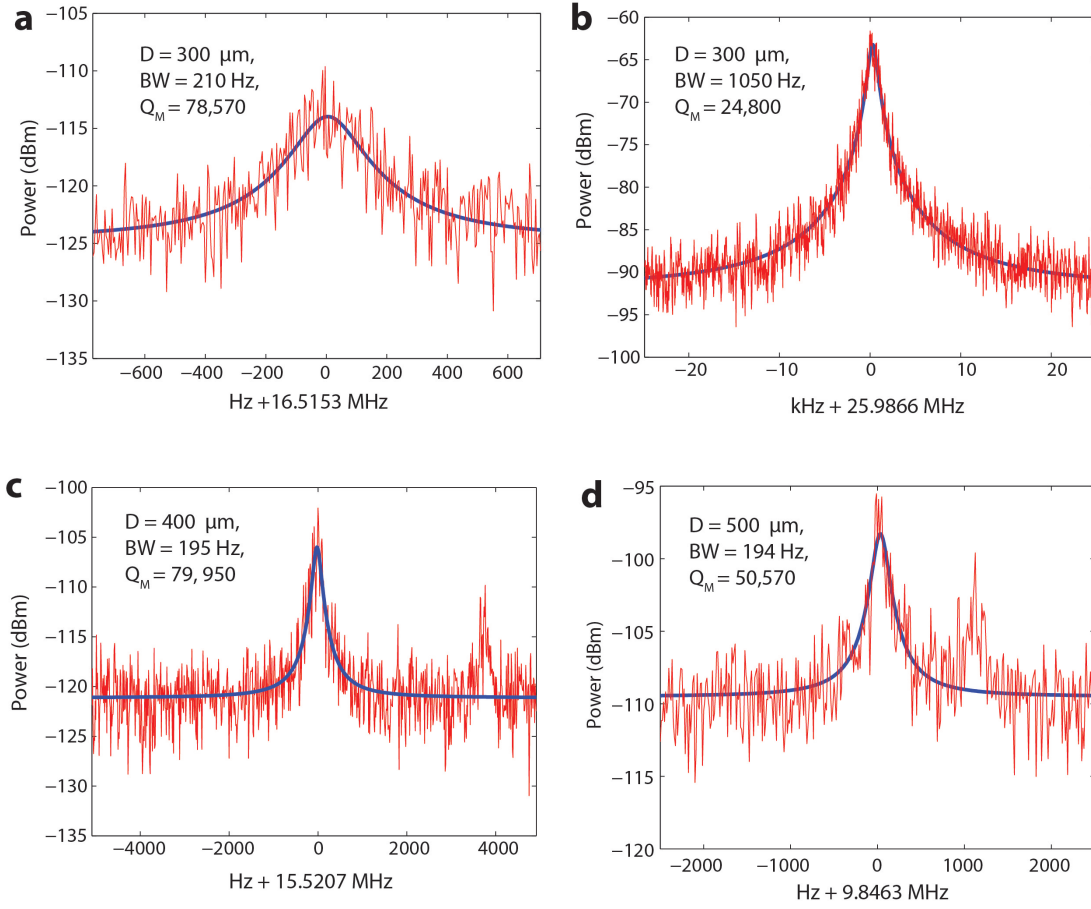 a
D = 300 μm,
BW = 210 Hz,
Q_M = 78,570
Power (dBm)
−105
−110
−115
−120
−125
−130
−135
−600 −400 −200 0 200 400 600
Hz +16.5153 MHz
b
D = 300 μm,
BW = 1050 Hz,
Q_M = 24,800
Power (dBm)
−60
−65
−70
−75
−80
−85
−90
−95
−100
−20 −10 0 10 20
kHz + 25.9866 MHz
c
D = 400 μm,
BW = 195 Hz,
Q_M = 79, 950
Power (dBm)
−100
−105
−110
−115
−120
−125
−130
−135
−4000 −2000 0 2000 4000
Hz + 15.5207 MHz
d
D = 500 μm,
BW = 194 Hz,
Q_M = 50,570
Power (dBm)
−95
−100
−105
−110
−115
−120
−2000 −1000 0 1000 2000
Hz + 9.8463 MHz